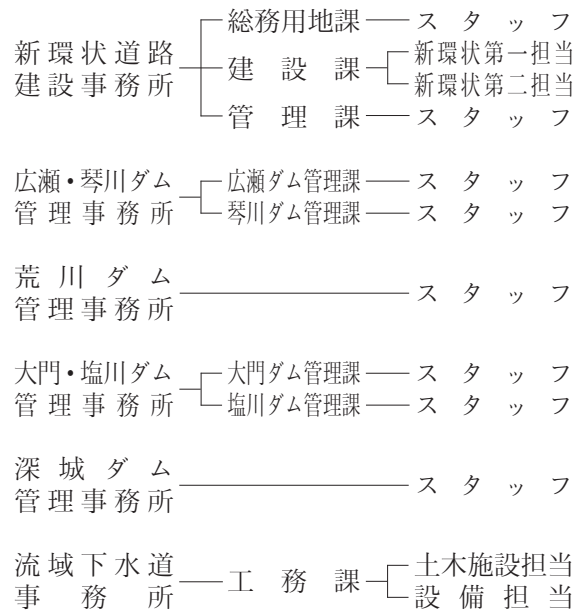 総務用地課 スタッフ
新環状道路 建設事務所
建設課 新環状第一担当
新環状第二担当
管理課 スタッフ
広瀬・琴川ダム 管理事務所
広瀬ダム管理課 スタッフ
琴川ダム管理課 スタッフ
荒川ダム
管理事務所
スタッフ
大門・塩川ダム
管理事務所
大門ダム管理課 スタッフ
塩川ダム管理課 スタッフ
深城ダム
管理事務所
スタッフ
流域下水道
事務所
工務課
土木施設担当
設備担当